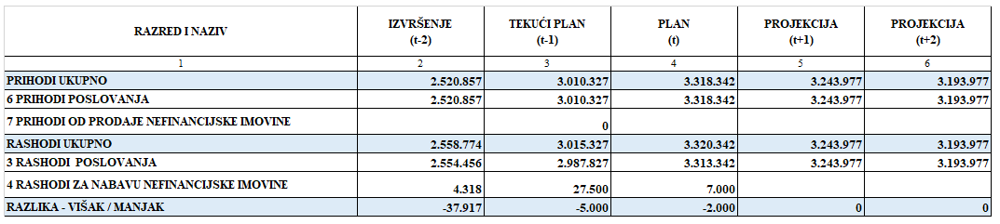 RAZRED I NAZIV IZVRŠENJE (t-2) TEKUĆI PLAN (t-1) PLAN (t) PROJEKCIJA (t+1) PROJEKCIJA (t+2)
1 2 3 4 5 6
PRIHODI UKUPNO 2.520.857 3.010.327 3.318.342 3.243.977 3.193.977
6 PRIHODI POSLOVANJA 2.520.857 3.010.327 3.318.342 3.243.977 3.193.977
7 PRIHODI OD PRODAJE NEFINANCIJSKE IMOVINE 0
RASHODI UKUPNO 2.558.774 3.015.327 3.320.342 3.243.977 3.193.977
3 RASHODI POSLOVANJA 2.554.456 2.987.827 3.313.342 3.243.977 3.193.977
4 RASHODI ZA NABAVU NEFINANCIJSKE IMOVINE 4.318 27.500 7.000
RAZLIKA - VIŠAK / MANJAK -37.917 -5.000 -2.000 0 0